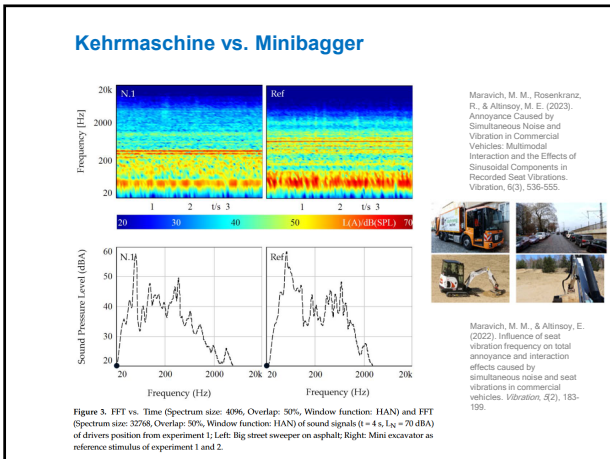 Kehrmaschine vs. Minibagger
N.1
Ref
20k
2000
200
20
Frequency [Hz]
1 2 t/s 3
1 2 t/s 3
20 30 40 50 L(A)/dB(SPL) 70
N.1
Ref
60
50
40
30
20
Sound Pressure Level (dBA)
20 200 2000 20k
20 200 2000 20k
Frequency (Hz)
Frequency (Hz)
Figure 3. FFT vs. Time (Spectrum size: 4096, Overlap: 50%, Window function: HAN) and FFT
(Spectrum size: 32768, Overlap: 50%, Window function: HAN) of sound signals (t = 4 s, LN = 70 dBA)
of drivers position from experiment 1; Left: Big street sweeper on asphalt; Right: Mini excavator as
reference stimulus of experiment 1 and 2.
Maravich, M. M., Rosenkranz,
R., & Altinsoy, M. E. (2023).
Annoyance Caused by
Simultaneous Noise and
Vibration in Commercial
Vehicles: Multimodal
Interaction and the Effects of
Sinusoidal Components in
Recorded Seat Vibrations.
Vibration, 6(3), 536-555.
Maravich, M. M., & Altinsoy, E.
(2022). Influence of seat
vibration frequency on total
annoyance and interaction
effects caused by
simultaneous noise and seat
vibrations in commercial
vehicles. Vibration, 5(2), 183-
199.